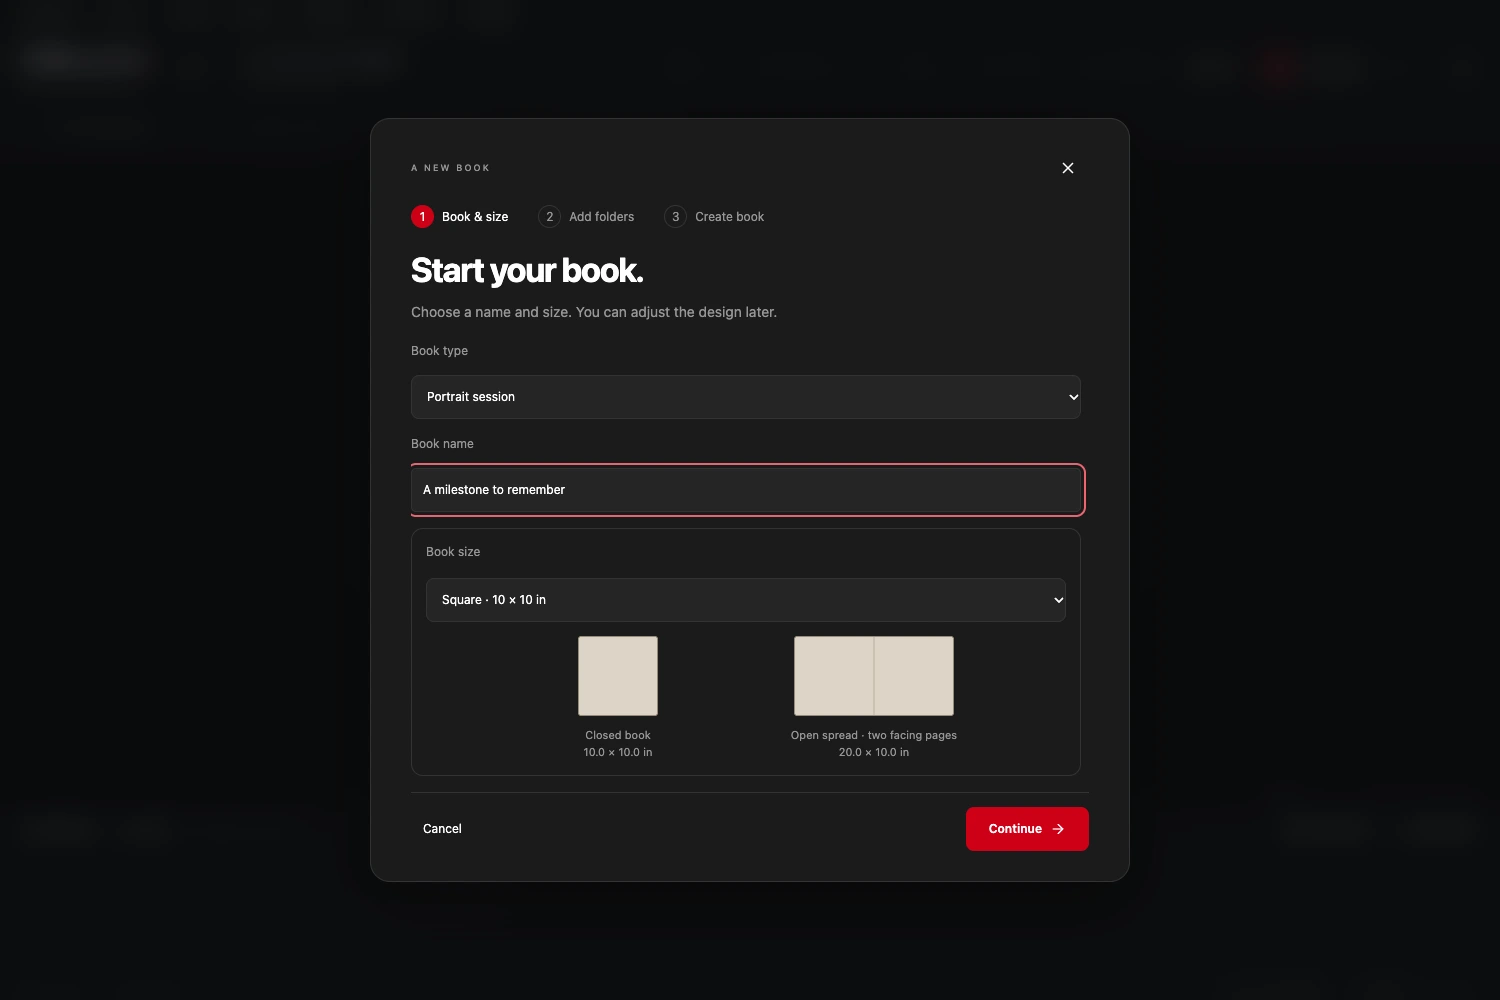 A NEW BOOK
1 Book & size 2 Add folders 3 Create book
Start your book.
Choose a name and size. You can adjust the design later.
Book type
Portrait session
Book name
A milestone to remember
Book size
Square · 10 × 10 in
Closed book
10.0 × 10.0 in
Open spread · two facing pages
20.0 × 10.0 in
Cancel
Continue →